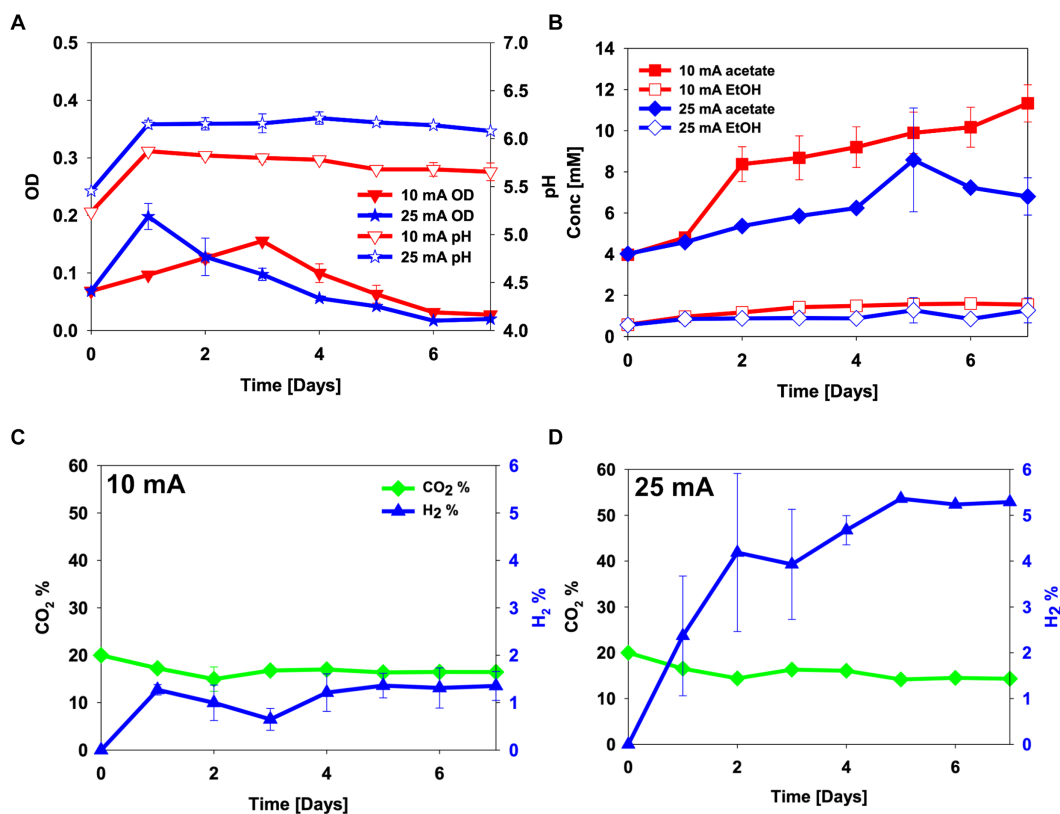 A
0.5
0.4
0.3
0.2
0.1
0.0
OD
7.0
6.5
6.0
5.5
5.0
4.5
4.0
pH
10 mA OD
25 mA OD
10 mA pH
25 mA pH
0 2 4 6
Time [Days]
B
14
12
10
8
6
4
2
0
Conc [mM]
10 mA acetate
10 mA EtOH
25 mA acetate
25 mA EtOH
0 2 4 6
Time [Days]
C
60
50
40
30
20
10
0
CO2 %
10 mA
CO2 %
H2 %
6
5
4
3
2
1
0
H2 %
0 2 4 6
Time [Days]
D
60
50
40
30
20
10
0
CO2 %
25 mA
6
5
4
3
2
1
0
H2 %
0 2 4 6
Time [Days]